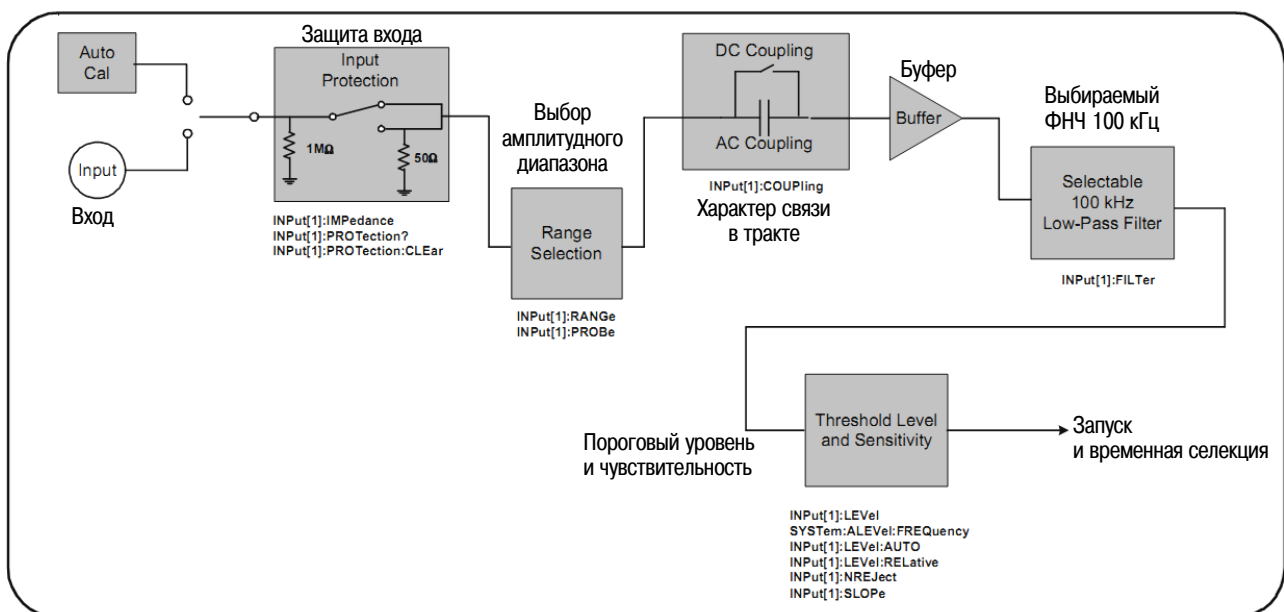 Auto
Cal
Input
Вход
Защита входа
Input
Protection
1MΩ
50Ω
INPut[1]:IMPedance
INPut[1]:PROTection?
INPut[1]:PROTection:CLEar
Выбор
амплитудного
диапазона
Range
Selection
INPut[1]:RANGe
INPut[1]:PROBe
DC Coupling
AC Coupling
INPut[1]:COUPling
Характер связи
в тракте
Буфер
Buffer
Выбираемый
ФНЧ 100 кГц
Selectable
100 kHz
Low-Pass Filter
INPut[1]:FILTer
Пороговый уровень
и чувствительность
Threshold Level
and Sensitivity
INPut[1]:LEVel
SYSTem:ALEVel:FREQuency
INPut[1]:LEVel:AUTO
INPut[1]:LEVel:RELative
INPut[1]:NREJect
INPut[1]:SLOPe
Запуск
и временная селекция